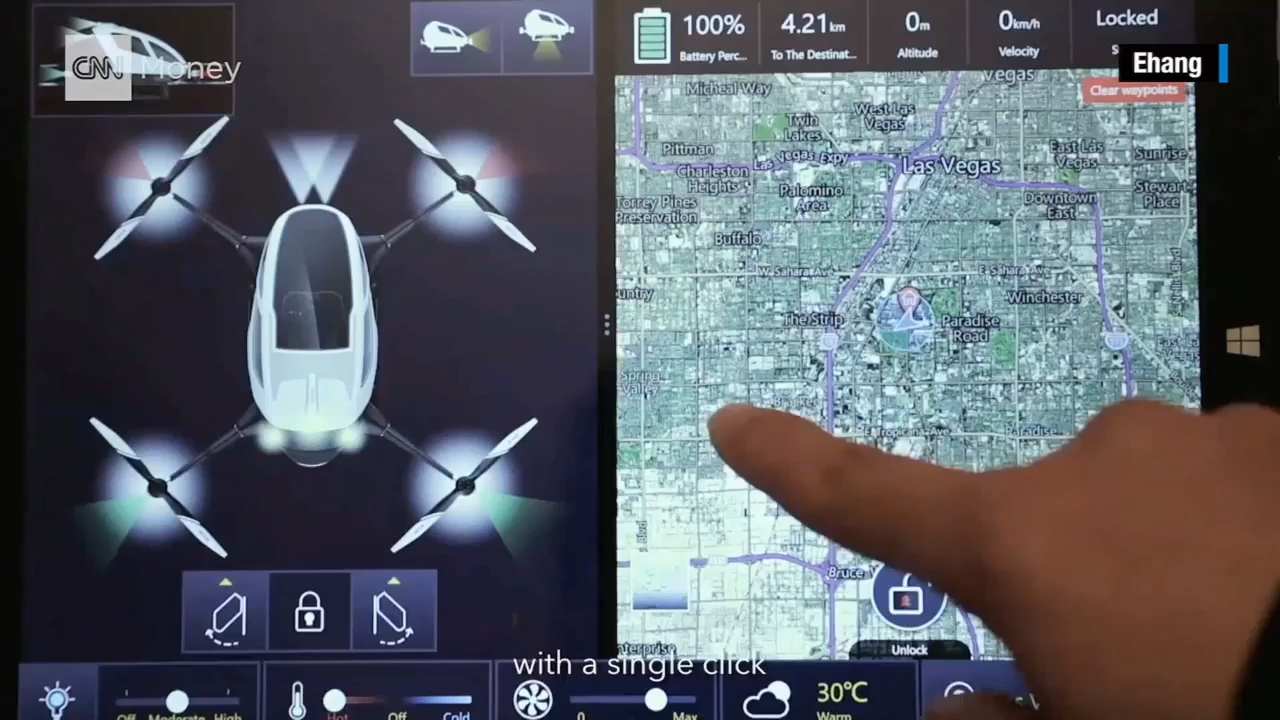 CNN Money
100%
Battery Perc...
4.21km
To The Destinat...
0m
Altitude
0km/h
Velocity
Locked
Ehang
Clear waypoints
Vegas
Micheal Way
West Las
Vegas
Twin
Lakes
Pittman
Las Vegas Expy
Las Vegas
East Las
Vegas
Sunrise
Charleston
Heights
Palomino
Area
Stewart
Place
Torrey Pines
Preservation
Downtown
East
Buffalo
W Sahara Ave
E Sahara Ave
Winchester
The Strip
Paradise
Road
Spring
Valley
E Tropicana Ave
Paradise
Bruce
Unlock
with a single click
Off
Moderate
High
Hot
Off
Cold
0
Max
30°C
Warm